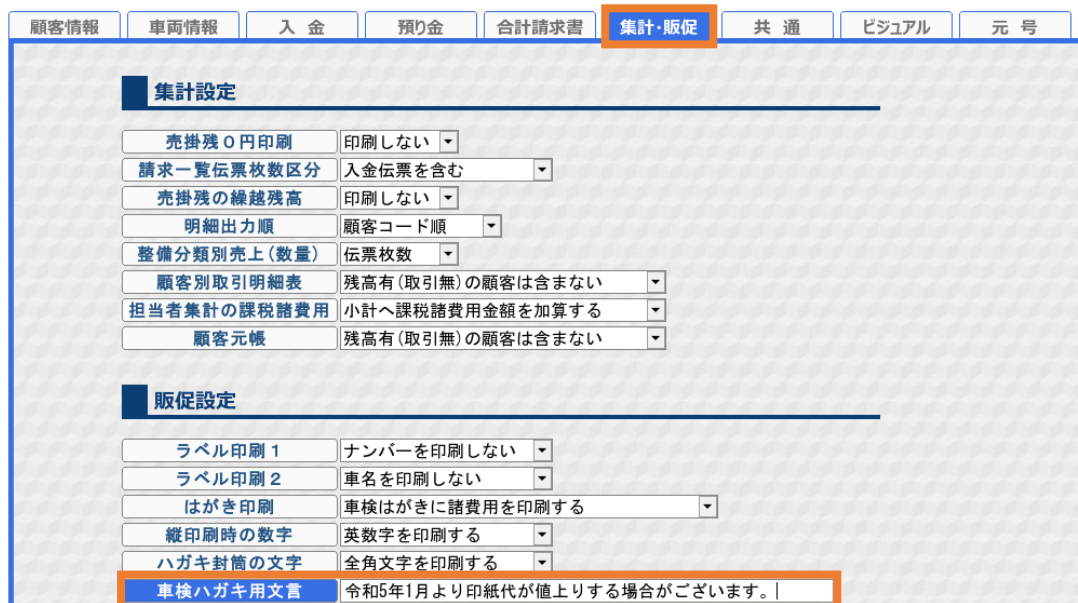 顧客情報 車両情報 入 金 預り金 合計請求書 集計・販促 共 通 ビジュアル 元 号
集計設定
売掛残0円印刷 印刷しない
請求一覧伝票枚数区分 入金伝票を含む
売掛残の繰越残高 印刷しない
明細出力順 顧客コード順
整備分類別売上(数量) 伝票枚数
顧客別取引明細表 残高有(取引無)の顧客は含まない
担当者集計の課税諸費用 小計へ課税諸費用金額を加算する
顧客元帳 残高有(取引無)の顧客は含まない
販促設定
ラベル印刷1 ナンバーを印刷しない
ラベル印刷2 車名を印刷しない
はがき印刷 車検はがきに諸費用を印刷する
縦印刷時の数字 英数字を印刷する
ハガキ封筒の文字 全角文字を印刷する
車検ハガキ用文言 令和5年1月より印紙代が値上りする場合がございます。